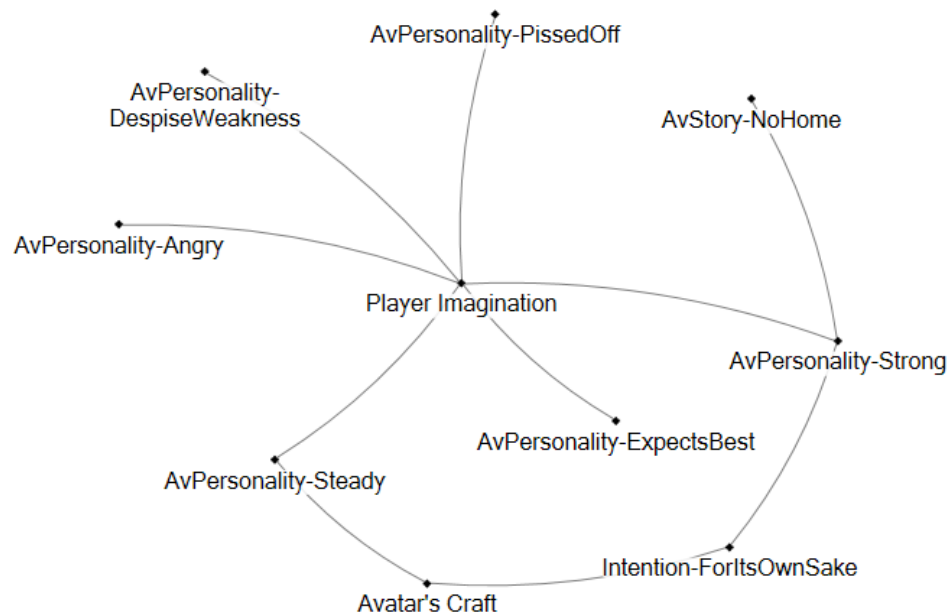 AvPersonality-PissedOff
AvPersonality-
DespiseWeakness
AvStory-NoHome
AvPersonality-Angry
Player Imagination
AvPersonality-Strong
AvPersonality-ExpectsBest
AvPersonality-Steady
Intention-ForItsOwnSake
Avatar's Craft